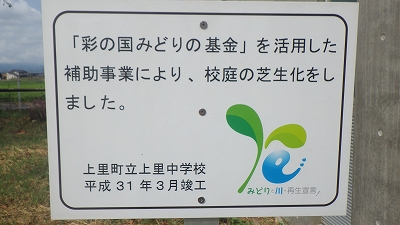 「彩の国みどりの基金」を活用した
補助事業により、校庭の芝生化をし
ました。
上里町立上里中学校
平成31年3月竣工
みどりと川の再生宣言!